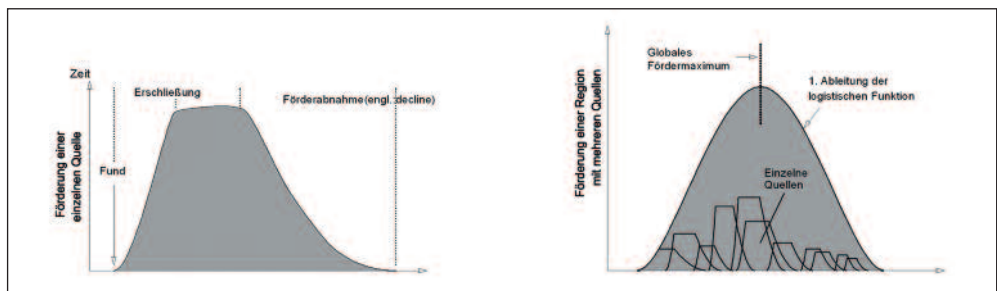 Zeit
Erschließung
Förderabnahme(engl.:decline)
Fund
Förderung einer
einzelnen Quelle
Globales
Fördermaximum
1. Ableitung der
logistischen Funktion
Einzelne
Quellen
Förderung einer Region
mit mehreren Quellen